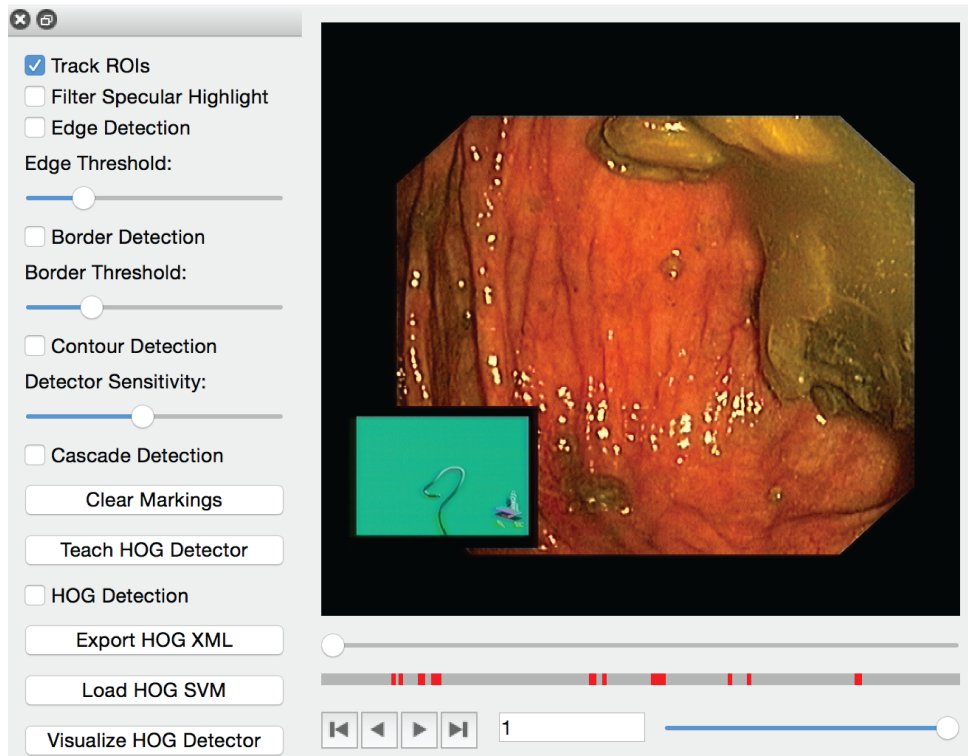 Track ROIs
Filter Specular Highlight
Edge Detection
Edge Threshold:
Border Detection
Border Threshold:
Contour Detection
Detector Sensitivity:
Cascade Detection
Clear Markings
Teach HOG Detector
HOG Detection
Export HOG XML
Load HOG SVM
Visualize HOG Detector
1